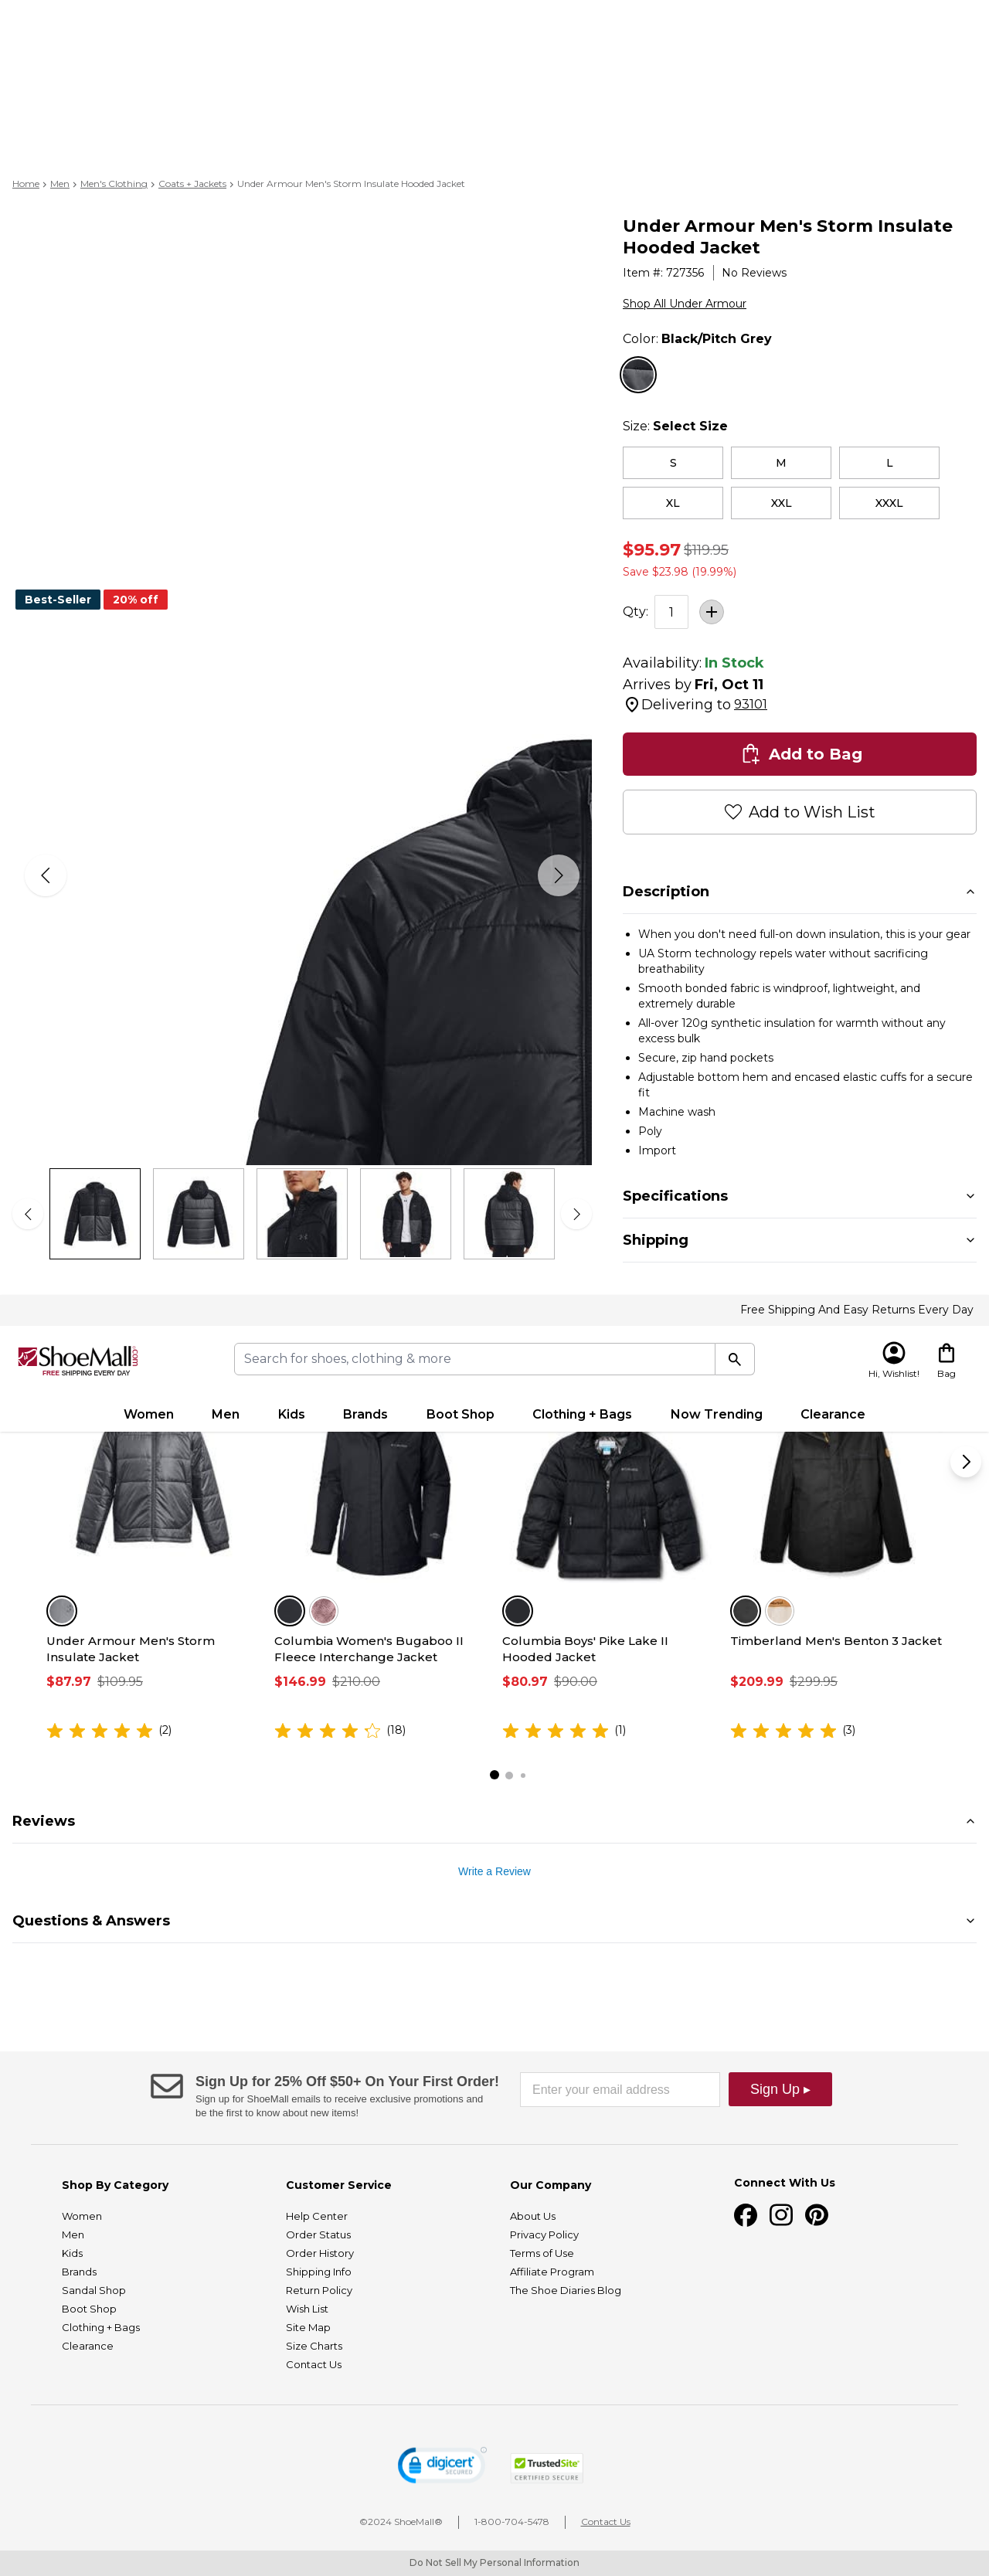 Home > Men > Men's Clothing > Coats + Jackets > Under Armour Men's Storm Insulate Hooded Jacket
Under Armour Men's Storm Insulate
Hooded Jacket
Item #: 727356 | No Reviews
Shop All Under Armour
Color: Black/Pitch Grey
Size: Select Size
S
M
L
XL
XXL
XXXL
$95.97 $119.95
Save $23.98 (19.99%)
Best-Seller
20% off
Qty: 1
Availability: In Stock
Arrives by Fri, Oct 11
Delivering to 93101
Add to Bag
Add to Wish List
Description
When you don't need full-on down insulation, this is your gear
UA Storm technology repels water without sacrificing
breathability
Smooth bonded fabric is windproof, lightweight, and
extremely durable
All-over 120g synthetic insulation for warmth without any
excess bulk
Secure, zip hand pockets
Adjustable bottom hem and encased elastic cuffs for a secure
fit
Machine wash
Poly
Import
Specifications
Shipping
Free Shipping And Easy Returns Every Day
ShoeMall.com
FREE SHIPPING EVERY DAY
Search for shoes, clothing & more
Hi, Wishlist!
Bag
Women
Men
Kids
Brands
Boot Shop
Clothing + Bags
Now Trending
Clearance
Under Armour Men's Storm
Insulate Jacket
$87.97 $109.95
(2)
Columbia Women's Bugaboo II
Fleece Interchange Jacket
$146.99 $210.00
(18)
Columbia Boys' Pike Lake II
Hooded Jacket
$80.97 $90.00
(1)
Timberland Men's Benton 3 Jacket
$209.99 $299.95
(3)
Reviews
Write a Review
Questions & Answers
Sign Up for 25% Off $50+ On Your First Order!
Sign up for ShoeMall emails to receive exclusive promotions and
be the first to know about new items!
Enter your email address
Sign Up ▸
Shop By Category
Women
Men
Kids
Brands
Sandal Shop
Boot Shop
Clothing + Bags
Clearance
Customer Service
Help Center
Order Status
Order History
Shipping Info
Return Policy
Wish List
Site Map
Size Charts
Contact Us
Our Company
About Us
Privacy Policy
Terms of Use
Affiliate Program
The Shoe Diaries Blog
Connect With Us
digicert
SECURED
TrustedSite
CERTIFIED SECURE
©2024 ShoeMall® | 1-800-704-5478 | Contact Us
Do Not Sell My Personal Information